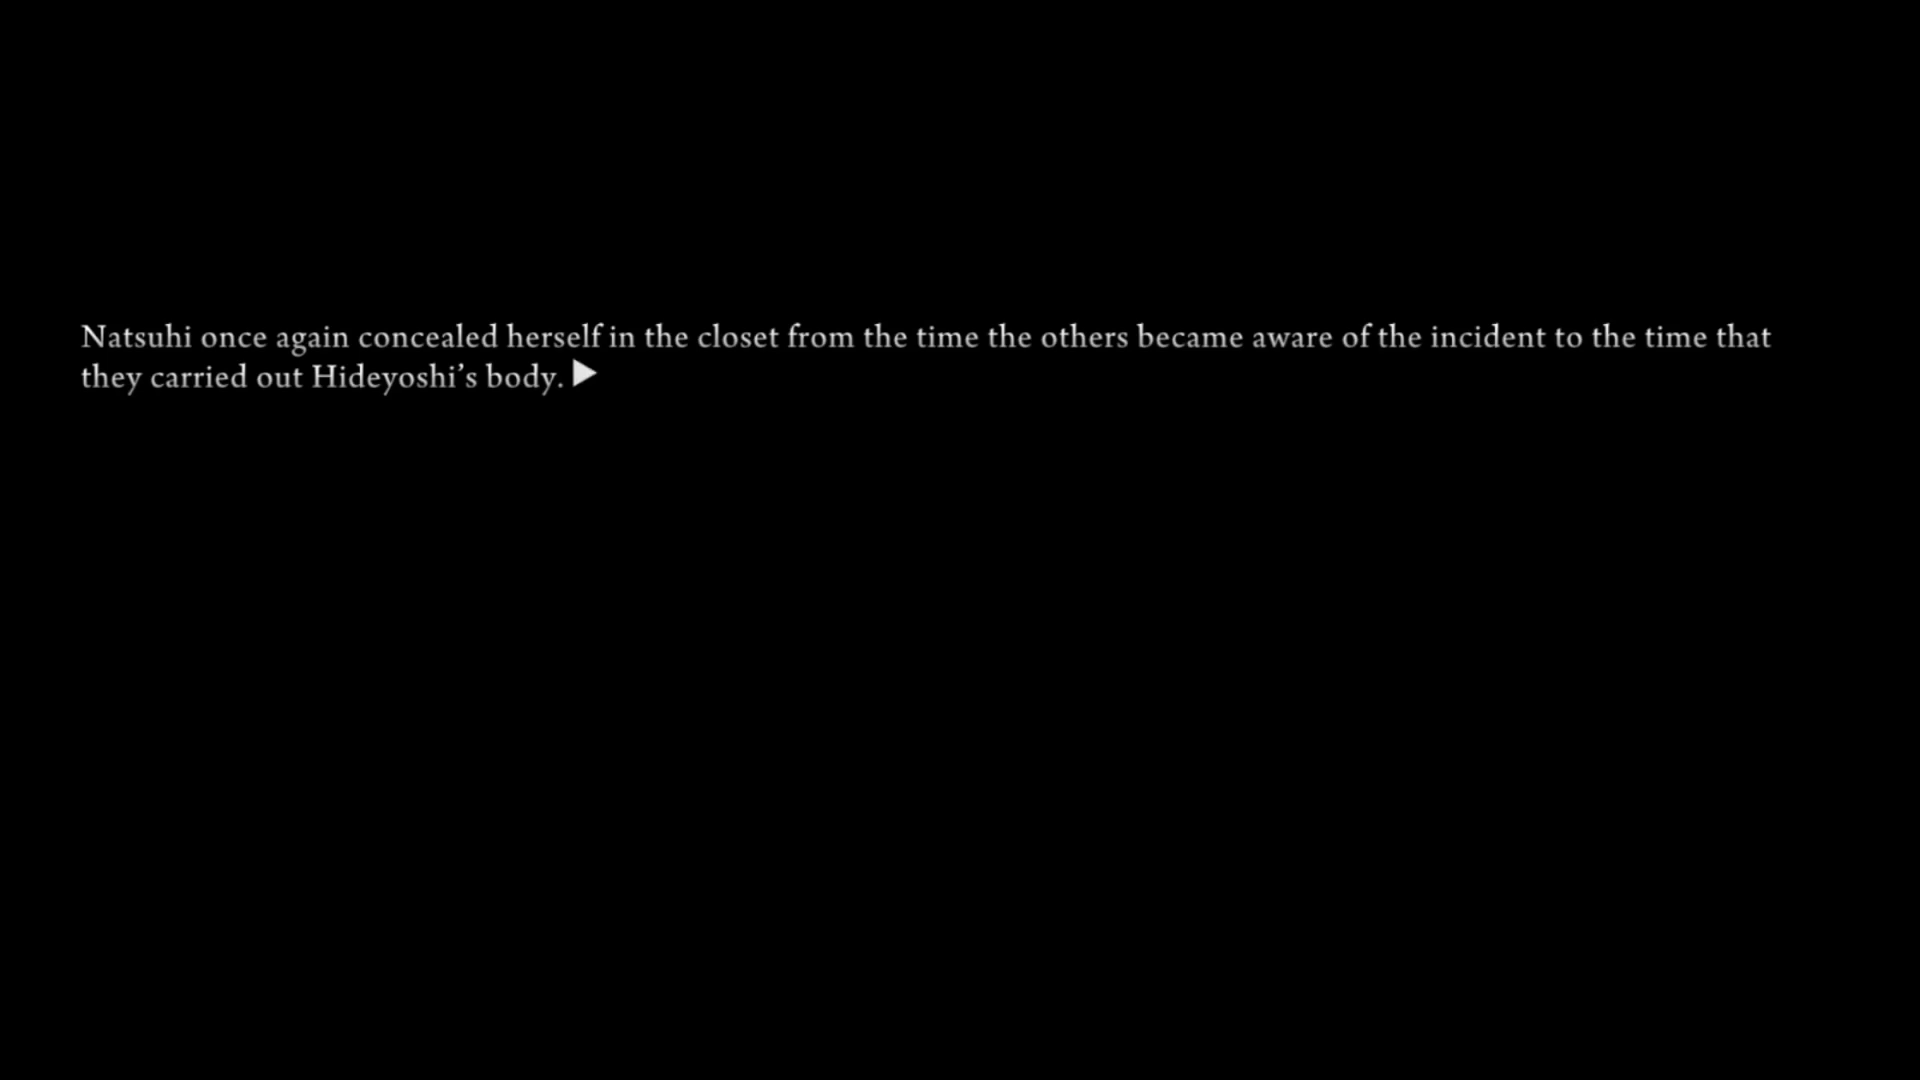 Natsuhi once again concealed herself in the closet from the time the others became aware of the incident to the time that
they carried out Hideyoshi’s body.